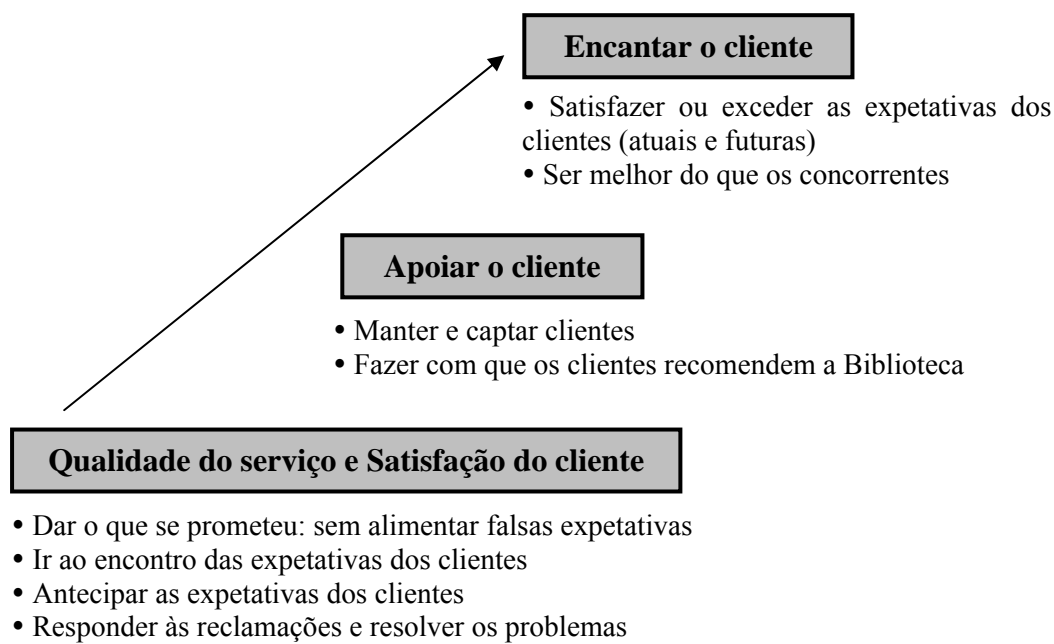 Encantar o cliente
• Satisfazer ou exceder as expetativas dos
clientes (atuais e futuras)
• Ser melhor do que os concorrentes
Apoiar o cliente
• Manter e captar clientes
• Fazer com que os clientes recomendem a Biblioteca
Qualidade do serviço e Satisfação do cliente
• Dar o que se prometeu: sem alimentar falsas expetativas
• Ir ao encontro das expetativas dos clientes
• Antecipar as expetativas dos clientes
• Responder às reclamações e resolver os problemas